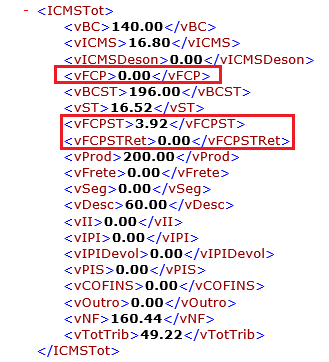 - <ICMSTot>
<vBC>140.00</vBC>
<vICMS>16.80</vICMS>
<vICMSDeson>0.00</vICMSDeson>
<vFCP>0.00</vFCP>
<vBCST>196.00</vBCST>
<vST>16.52</vST>
<vFCPST>3.92</vFCPST>
<vFCPSTRet>0.00</vFCPSTRet>
<vProd>200.00</vProd>
<vFrete>0.00</vFrete>
<vSeg>0.00</vSeg>
<vDesc>60.00</vDesc>
<vII>0.00</vII>
<vIPI>0.00</vIPI>
<vIPIDevol>0.00</vIPIDevol>
<vPIS>0.00</vPIS>
<vCOFINS>0.00</vCOFINS>
<vOutro>0.00</vOutro>
<vNF>160.44</vNF>
<vTotTrib>49.22</vTotTrib>
</ICMSTot>